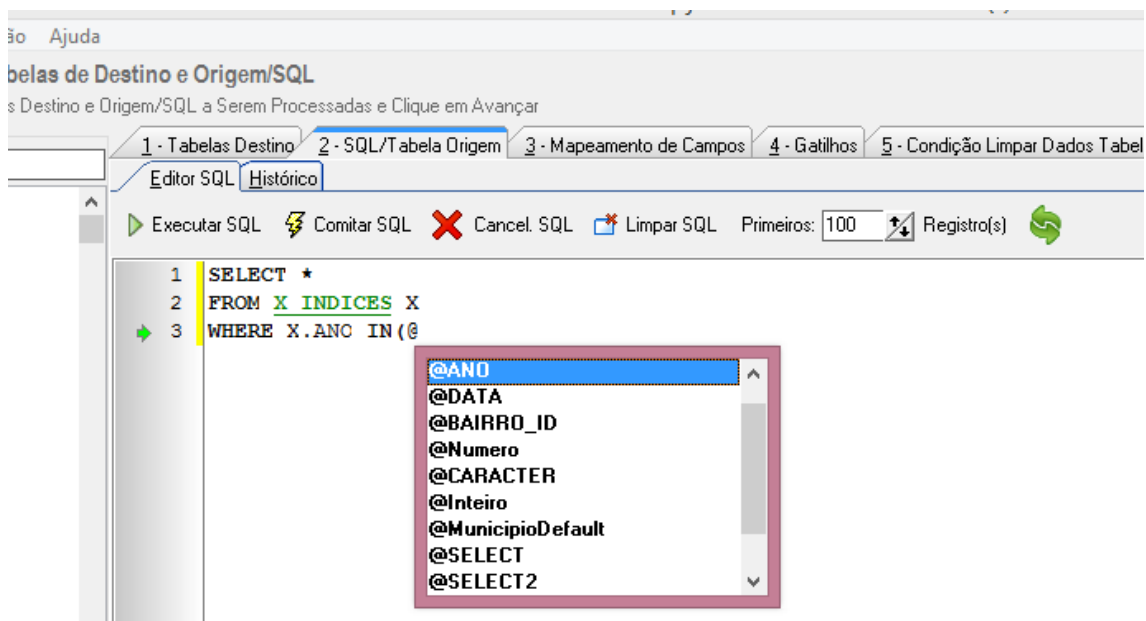 ão Ajuda
belas de Destino e Origem/SQL
s Destino e Origem/SQL a Serem Processadas e Clique em Avançar
1 - Tabelas Destino 2 - SQL/Tabela Origem 3 - Mapeamento de Campos 4 - Gatilhos 5 - Condição Limpar Dados Tabel
Editor SQL Histórico
Executar SQL Comitar SQL Cancel. SQL Limpar SQL Primeiros: 100 Registro(s)
1 SELECT *
2 FROM X_INDICES X
3 WHERE X.ANO IN(@
@ANO
@DATA
@BAIRRO_ID
@Numero
@CARACTER
@Inteiro
@MunicipioDefault
@SELECT
@SELECT2